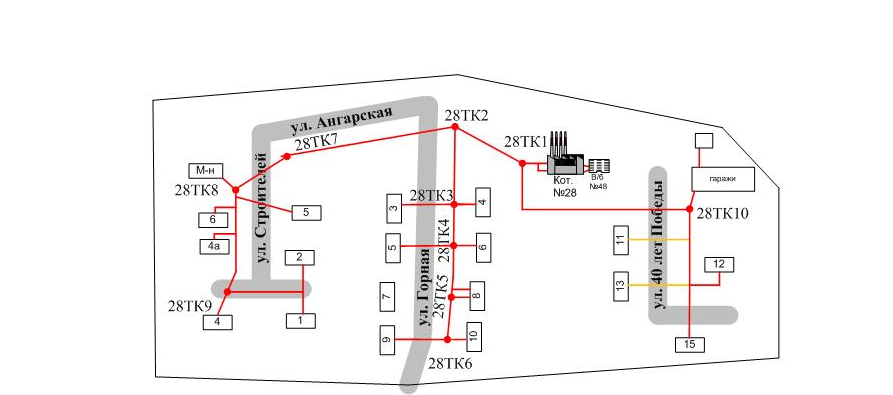 ул. Ангарская
28ТК2
28ТК7
28ТК1
Кот.
№28
В/б
№48
М-н
28ТК8
ул. Строителей
5
6
4а
2
28ТК9
4
1
28ТК3
3
4
28ТК4
5
6
ул. Горная
28ТК5
7
8
9
10
28ТК6
гаражи
28ТК10
ул. 40 лет Победы
11
12
13
15